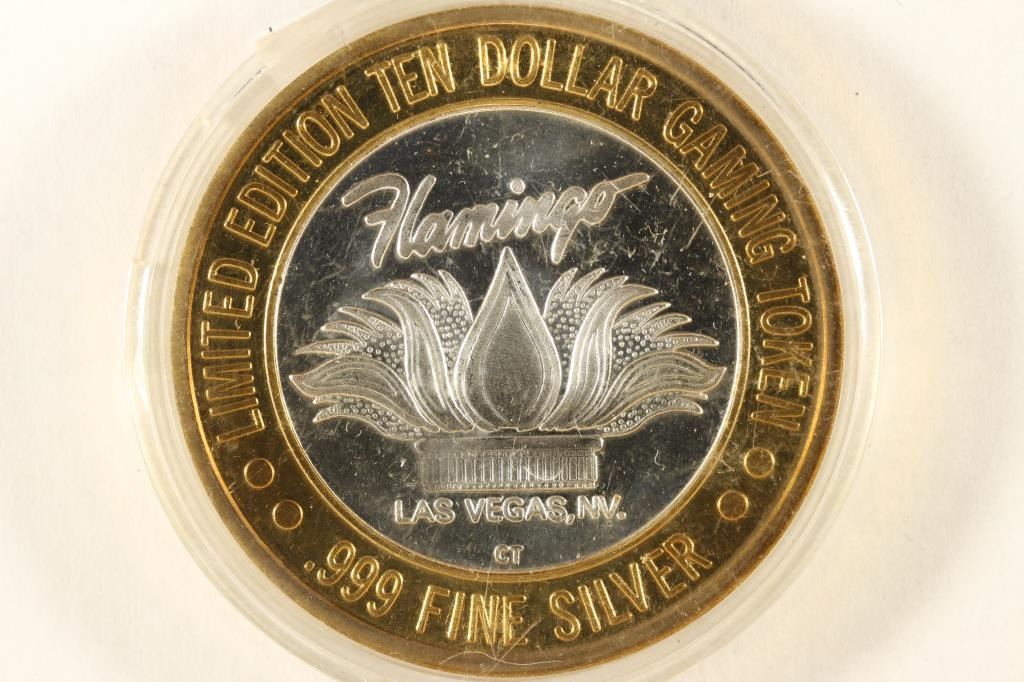 LIMITED EDITION TEN DOLLAR GAMING TOKEN
Flamingo
LAS VEGAS, NV.
CT
.999 FINE SILVER